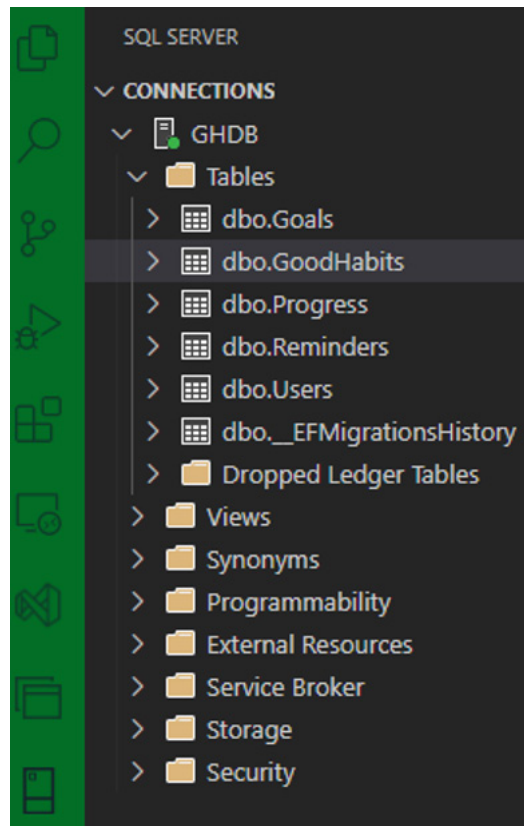 SQL SERVER
CONNECTIONS
GHDB
Tables
dbo.Goals
dbo.GoodHabits
dbo.Progress
dbo.Reminders
dbo.Users
dbo.__EFMigrationsHistory
Dropped Ledger Tables
Views
Synonyms
Programmability
External Resources
Service Broker
Storage
Security